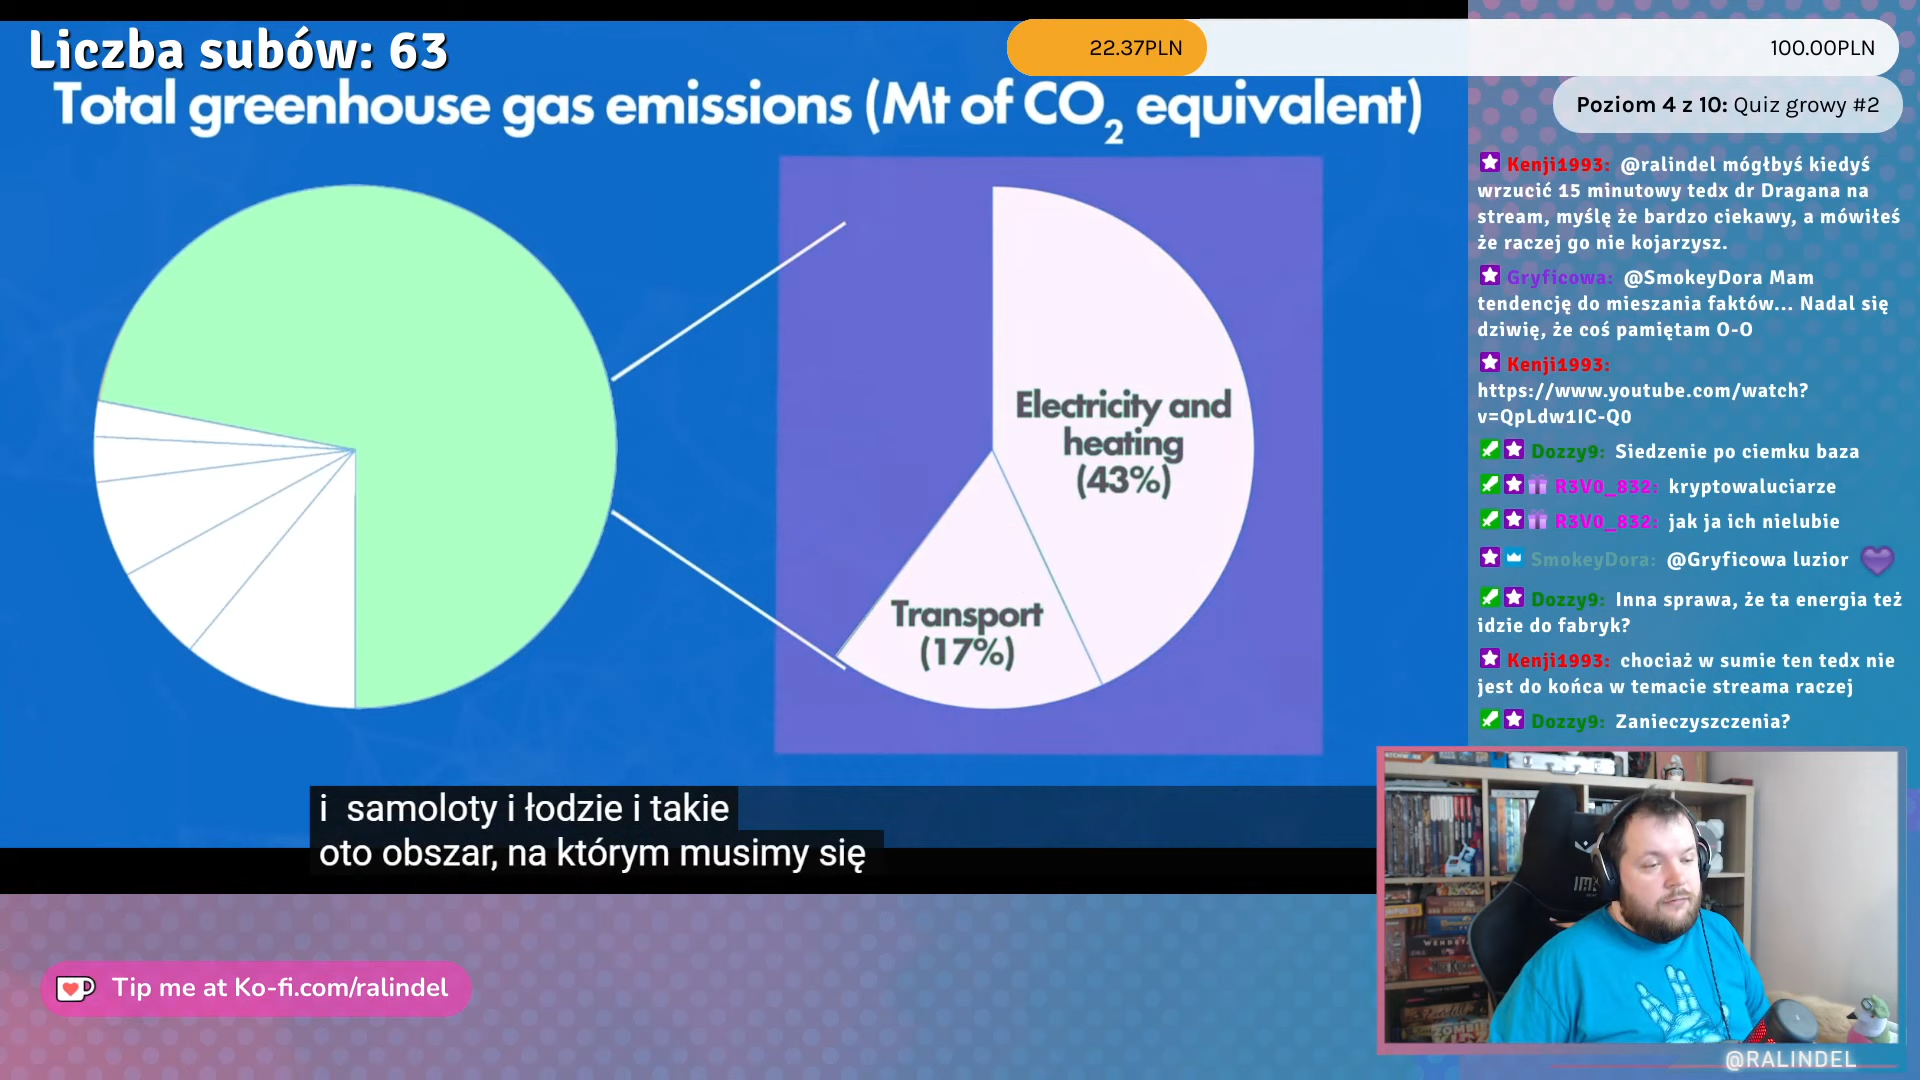 Liczba subów: 63
22.37PLN
100.00PLN
Total greenhouse gas emissions (Mt of CO₂ equivalent)
Poziom 4 z 10: Quiz growy #2
Electricity and
heating
(43%)
Transport
(17%)
i  samoloty i łodzie i takie
oto obszar, na którym musimy się
Kenji1993: @ralindel mógłbyś kiedyś
wrzucić 15 minutowy tedx dr Dragana na
stream, myślę że bardzo ciekawy, a mówiłeś
że raczej go nie kojarzysz.
Gryficowa: @SmokeyDora Mam
tendencję do mieszania faktów... Nadal się
dziwię, że coś pamiętam O-O
Kenji1993:
https://www.youtube.com/watch?
v=QpLdw1IC-Q0
Dozzy9: Siedzenie po ciemku baza
R3V0_832: kryptowaluciarze
R3V0_832: jak ja ich nielubie
SmokeyDora: @Gryficowa luzior
Dozzy9: Inna sprawa, że ta energia też
idzie do fabryk?
Kenji1993: chociaż w sumie ten tedx nie
jest do końca w temacie streama raczej
Dozzy9: Zanieczyszczenia?
Tip me at Ko-fi.com/ralindel
@RALINDEL